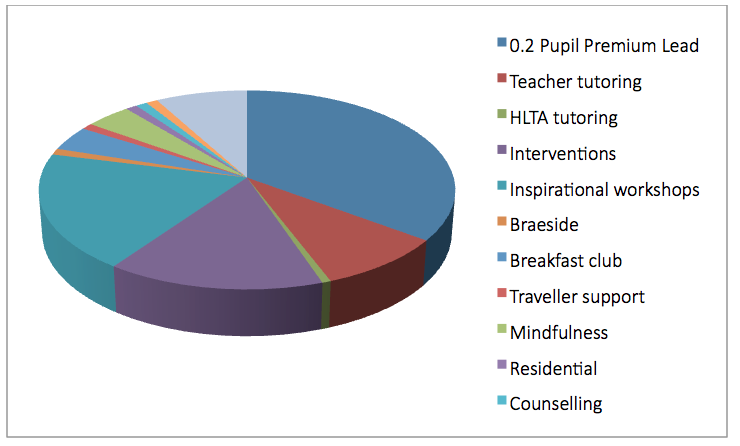 0.2 Pupil Premium Lead
Teacher tutoring
HLTA tutoring
Interventions
Inspirational workshops
Braeside
Breakfast club
Traveller support
Mindfulness
Residential
Counselling